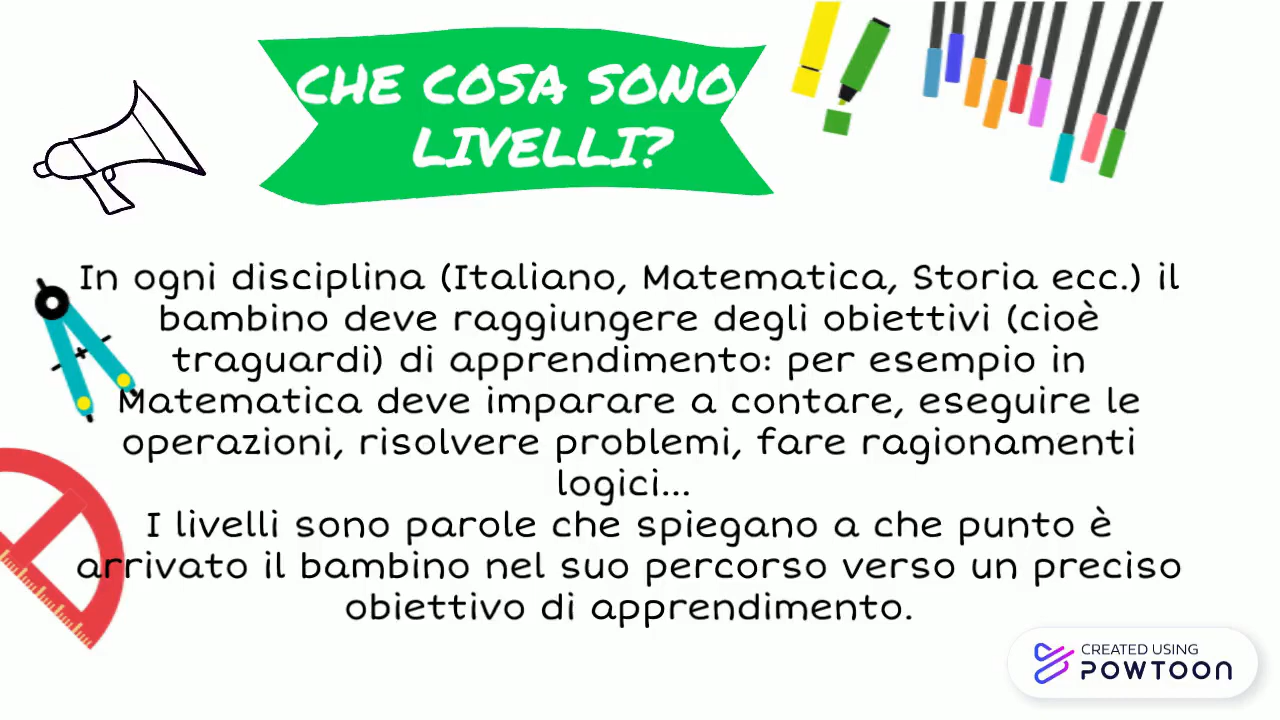 CHE COSA SONO
LIVELLI?
In ogni disciplina (Italiano, Matematica, Storia ecc.) il
bambino deve raggiungere degli obiettivi (cioè
traguardi) di apprendimento: per esempio in
Matematica deve imparare a contare, eseguire le
operazioni, risolvere problemi, fare ragionamenti
logici...
I livelli sono parole che spiegano a che punto è
arrivato il bambino nel suo percorso verso un preciso
obiettivo di apprendimento.
CREATED USING
POWTOON